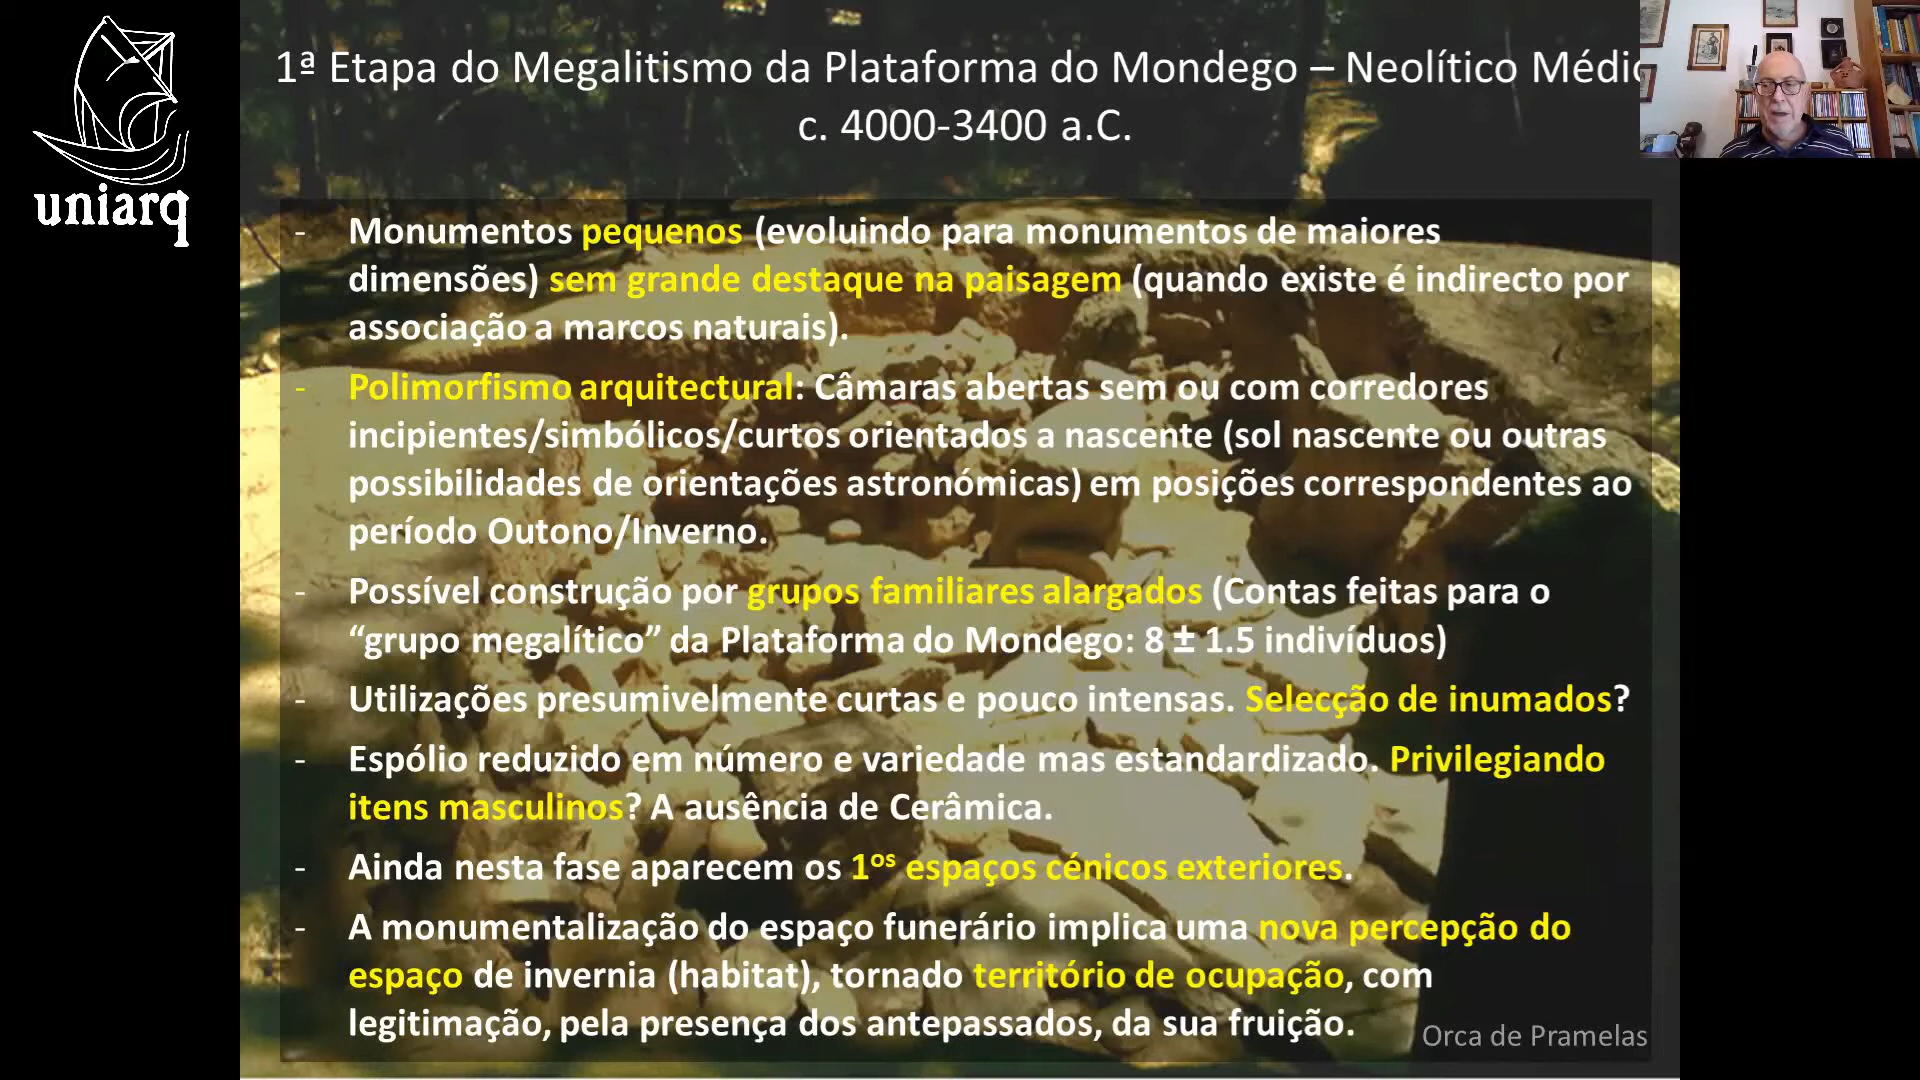 uniarq
1ª Etapa do Megalitismo da Plataforma do Mondego – Neolítico Médio
c. 4000-3400 a.C.
- Monumentos pequenos (evoluindo para monumentos de maiores
dimensões) sem grande destaque na paisagem (quando existe é indirecto por
associação a marcos naturais).
- Polimorfismo arquitectural: Câmaras abertas sem ou com corredores
incipientes/simbólicos/curtos orientados a nascente (sol nascente ou outras
possibilidades de orientações astronómicas) em posições correspondentes ao
período Outono/Inverno.
- Possível construção por grupos familiares alargados (Contas feitas para o
“grupo megalítico” da Plataforma do Mondego: 8 ± 1.5 indivíduos)
- Utilizações presumivelmente curtas e pouco intensas. Selecção de inumados?
- Espólio reduzido em número e variedade mas estandardizado. Privilegiando
itens masculinos? A ausência de Cerâmica.
- Ainda nesta fase aparecem os 1os espaços cénicos exteriores.
- A monumentalização do espaço funerário implica uma nova percepção do
espaço de invernia (habitat), tornado território de ocupação, com
legitimação, pela presença dos antepassados, da sua fruição.
Orca de Pramelas